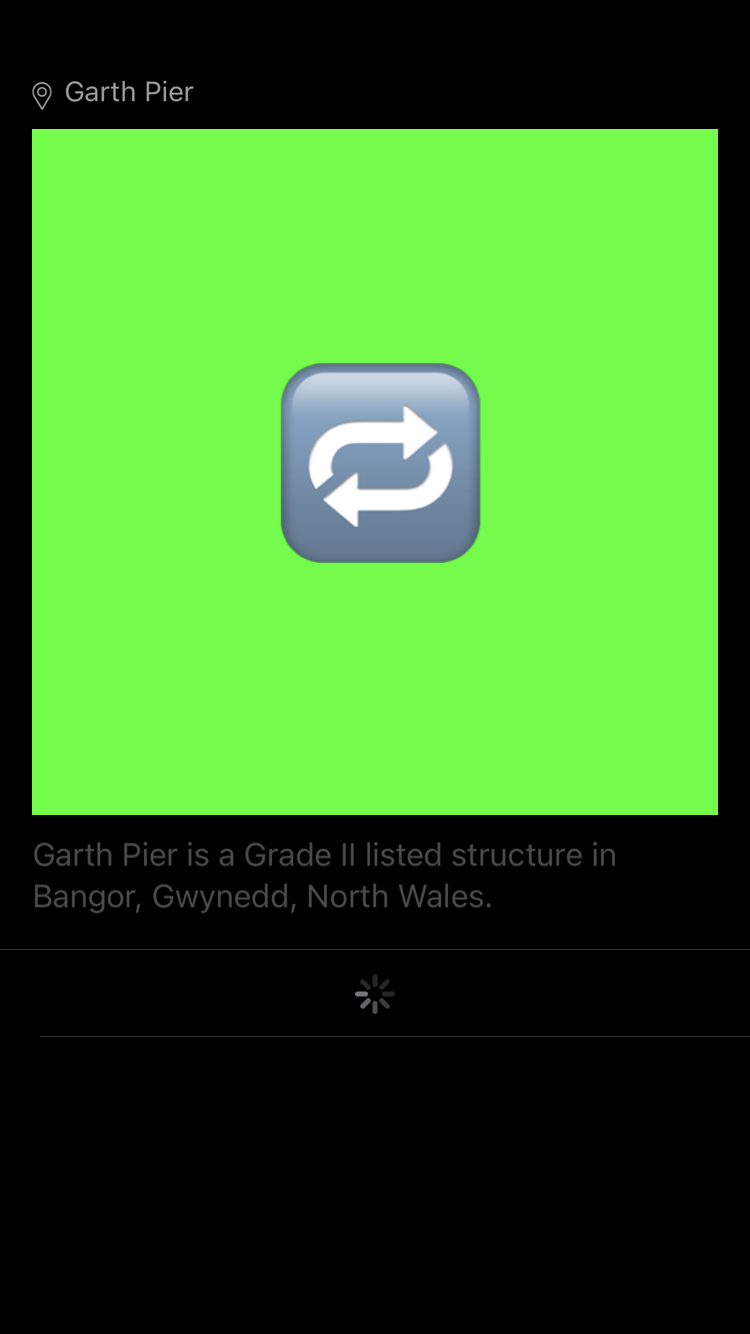 Garth Pier
Garth Pier is a Grade II listed structure in
Bangor, Gwynedd, North Wales.